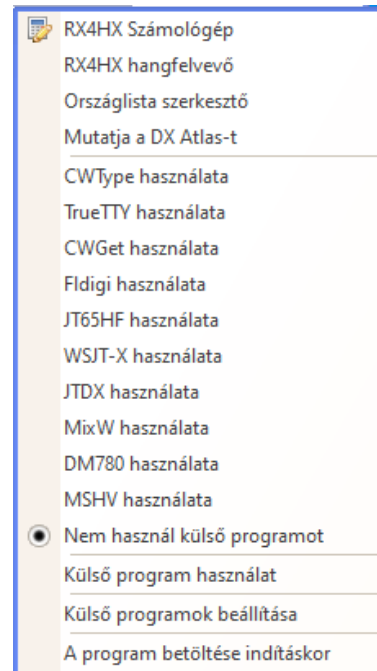 RX4HX Számológép
RX4HX hangfelvevő
Országlista szerkesztő
Mutatja a DX Atlas-t
CWType használata
TrueTTY használata
CWGet használata
Fldigi használata
JT65HF használata
WSJT-X használata
JTDX használata
MixW használata
DM780 használata
MSHV használata
Nem használ külső programot
Külső program használat
Külső programok beállítása
A program betöltése indításkor